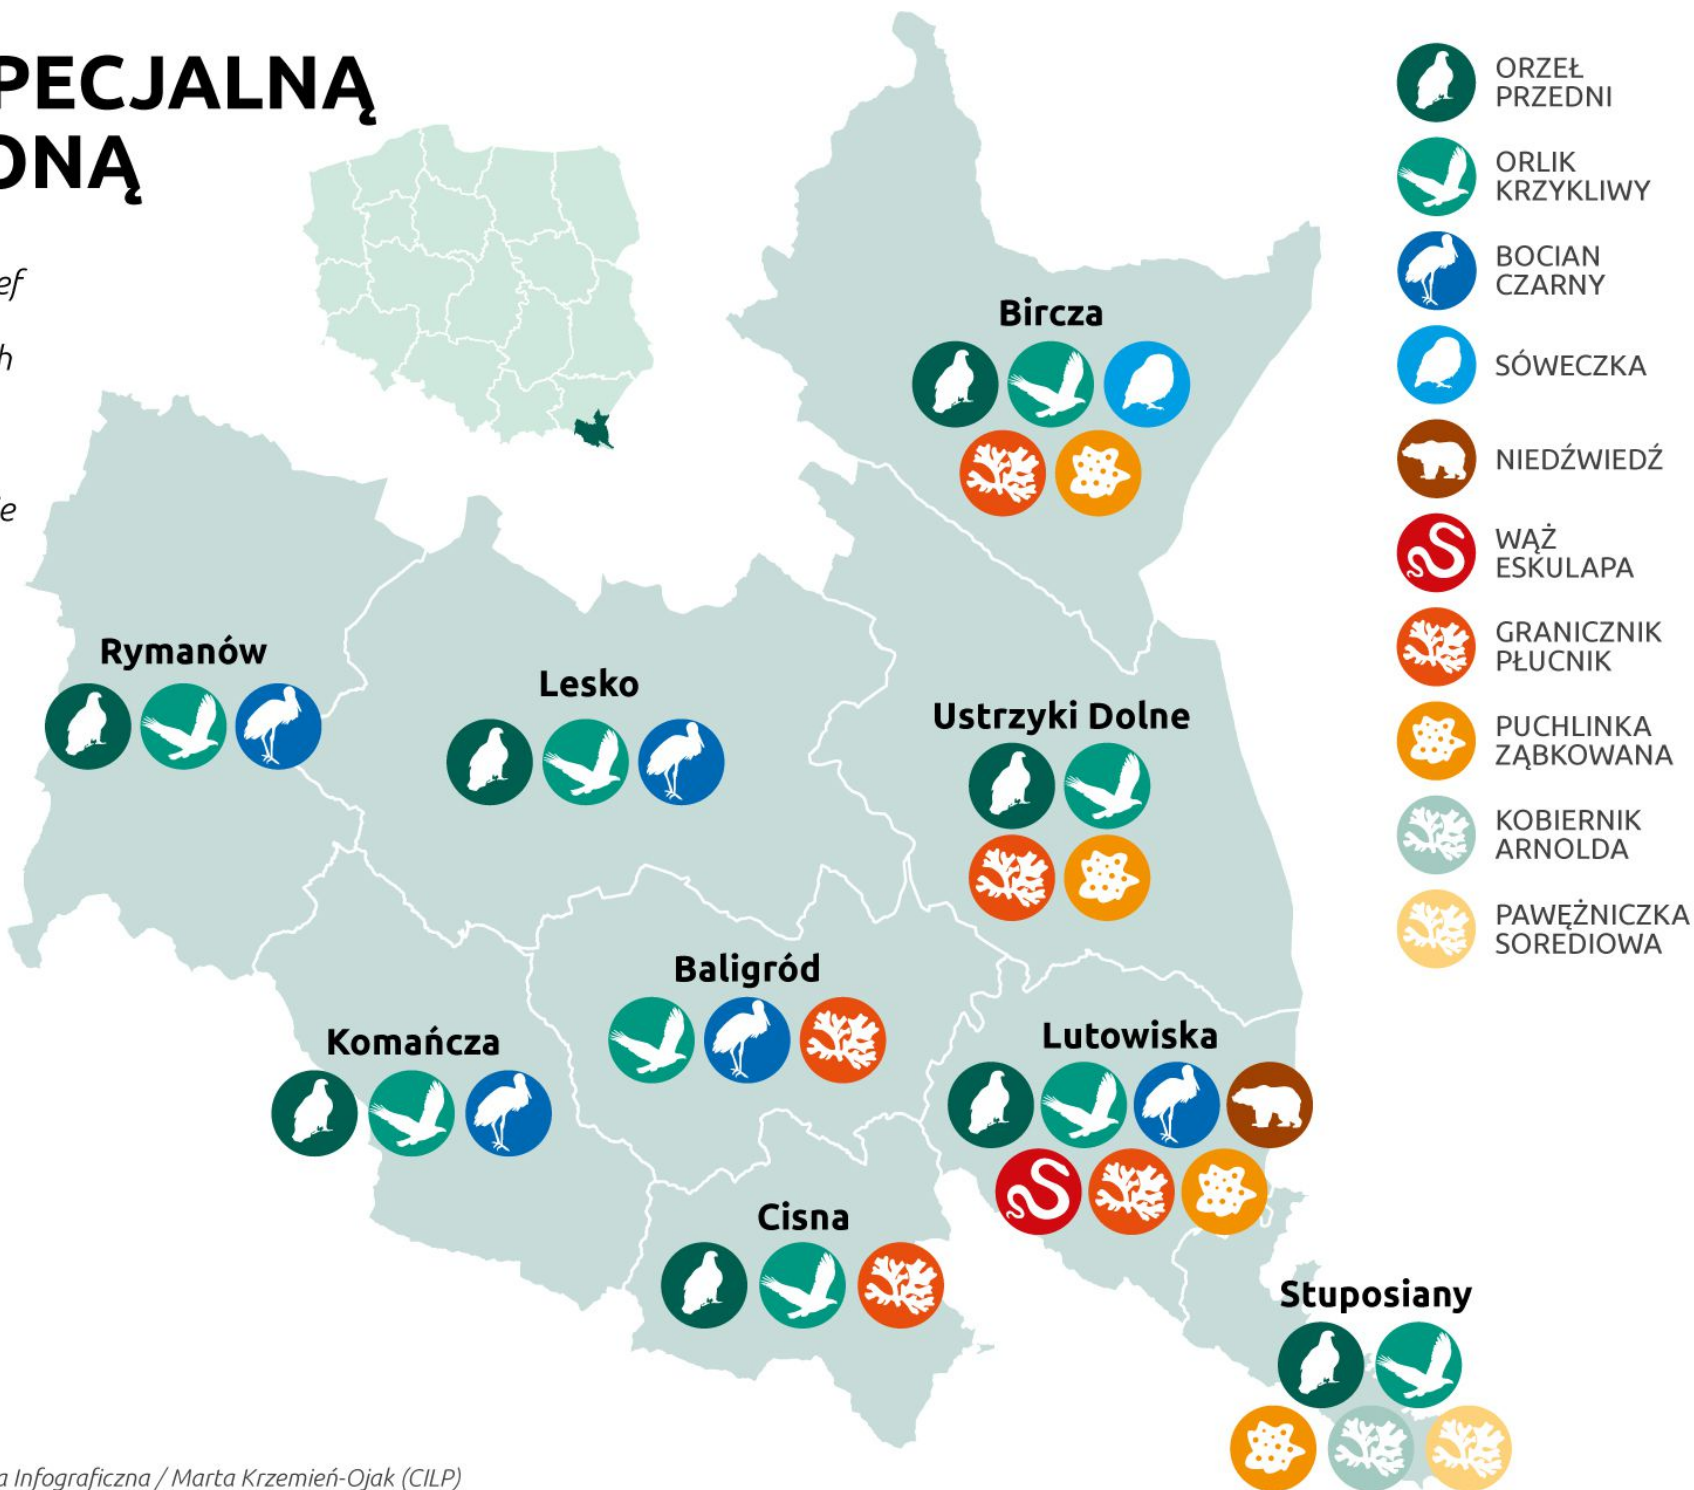 PECJALNĄ
ONĄ
ef
h
e
Bircza
Rymanów
Lesko
Ustrzyki Dolne
Baligród
Komańcza
Lutowiska
Cisna
Stuposiany
ORZEŁ
PRZEDNI
ORLIK
KRZYKLIWY
BOCIAN
CZARNY
SÓWECZKA
NIEDŹWIEDŹ
WĄŻ
ESKULAPA
GRANICZNIK
PŁUCNIK
PUCHLINKA
ZĄBKOWANA
KOBIERNIK
ARNOLDA
PAWĘŻNICZKA
SOREDIOWA
a Infograficzna / Marta Krzemień-Ojak (CILP)